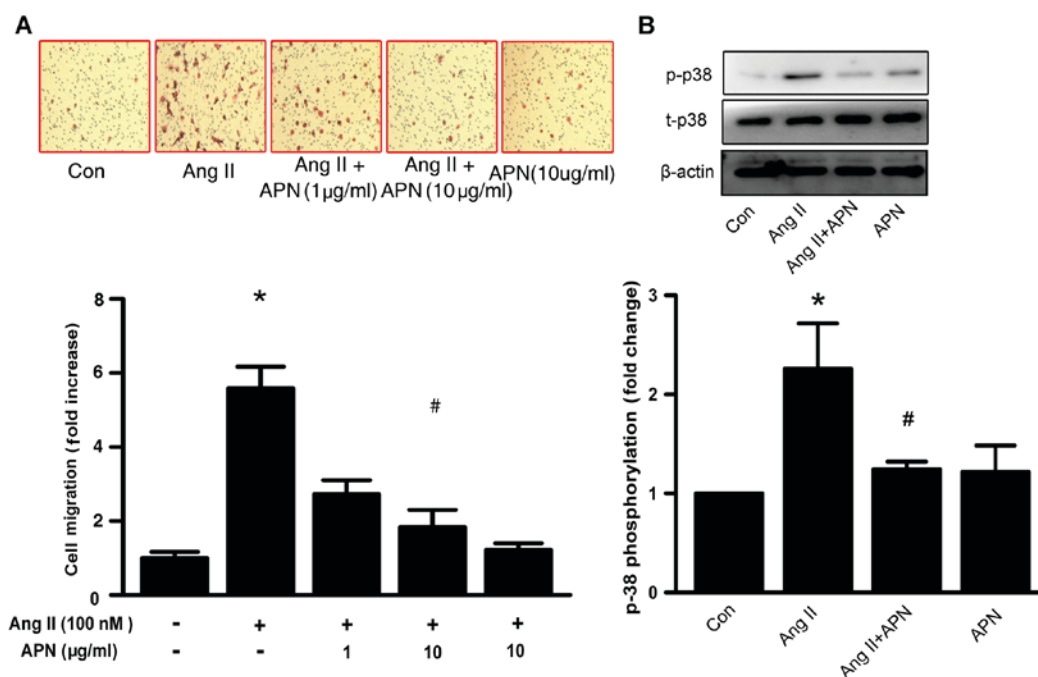 A
Con
Ang II
Ang II +
APN (1µg/ml)
Ang II +
APN (10µg/ml)
APN(10ug/ml)
Cell migration (fold increase)
8
6
4
2
0
*
#
Ang II (100 nM ) - + + + +
APN (µg/ml) - - 1 10 10
B
p-p38
t-p38
β-actin
Con
Ang II
Ang II+APN
APN
p-38 phosphorylation (fold change)
3
2
1
0
*
#
Con
Ang II
Ang II+APN
APN